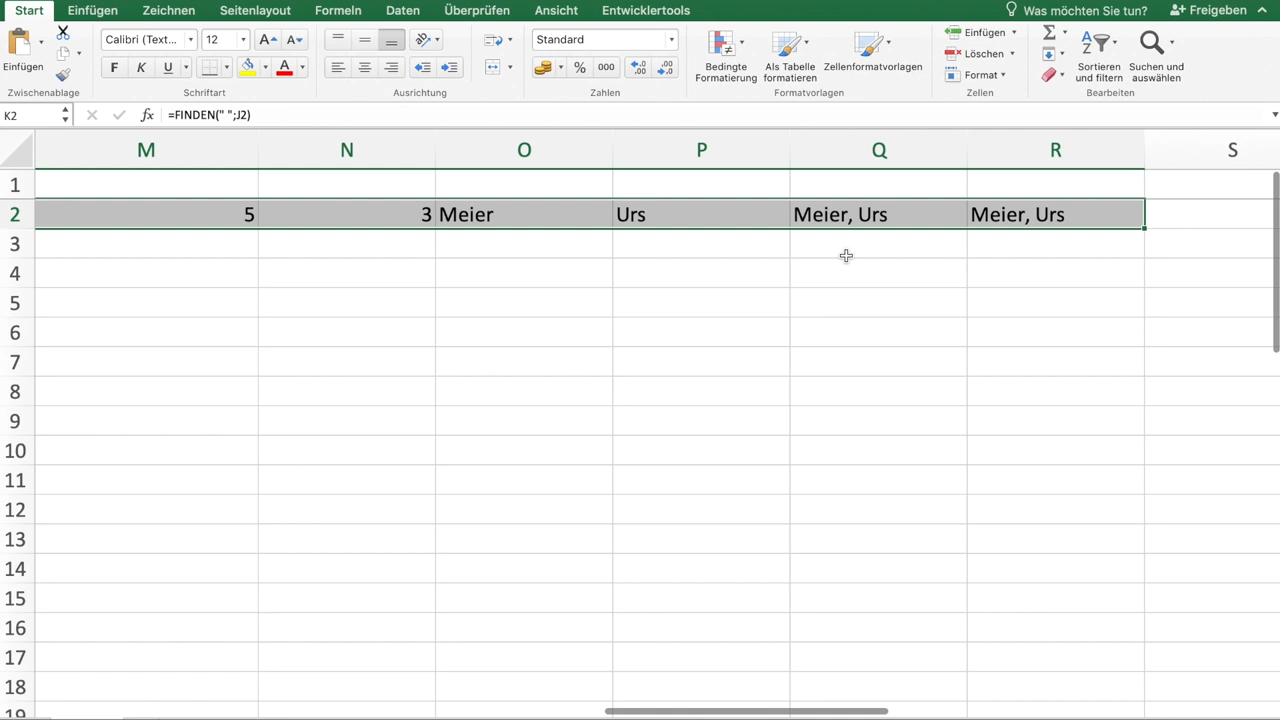 Start Einfügen Zeichnen Seitenlayout Formeln Daten Überprüfen Ansicht Entwicklertools Was möchten Sie tun? Freigeben
Calibri (Text... 12 A A Standard Einfügen
Löschen
F K U A % 000 Format
Einfügen Bedingte Formatierung Als Tabelle formatieren Zellenformatvorlagen Sortieren und filtern Suchen und auswählen
Zwischenablage Schriftart Ausrichtung Zahlen Formatvorlagen Zellen Bearbeiten
K2 fx =FINDEN(" ";J2)
M N O P Q R S
1
2 5 3 Meier Urs Meier, Urs Meier, Urs
3
4
5
6
7
8
9
10
11
12
13
14
15
16
17
18
19